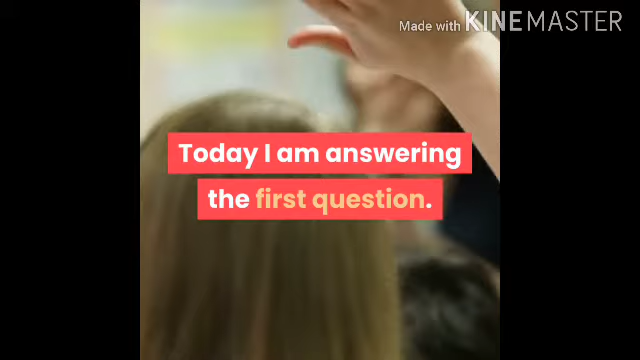 Made with KINEMASTER
Today I am answering
the first question.